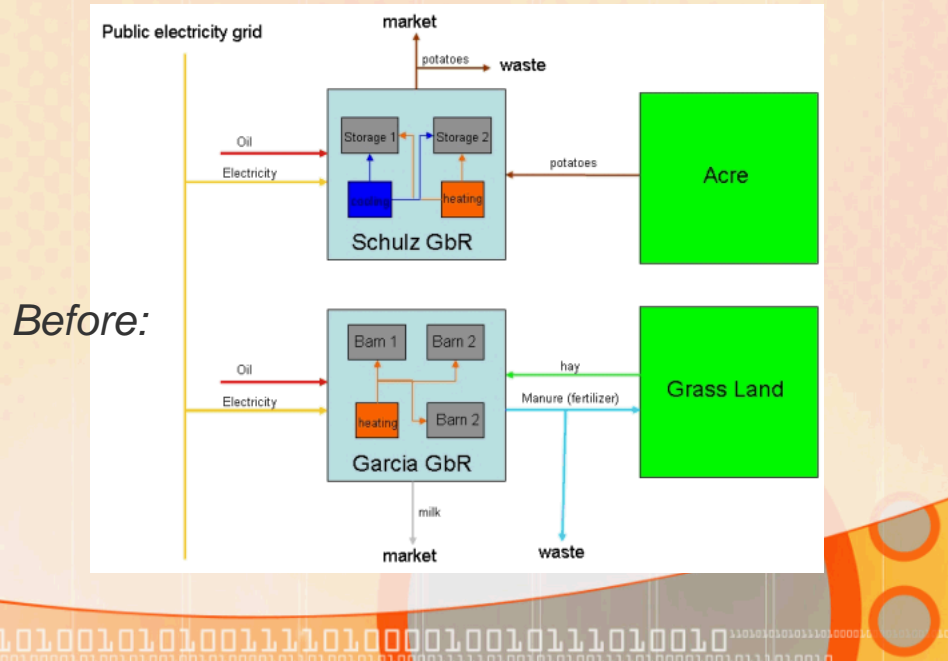 market
Public electricity grid
potatoes
waste
Oil
Storage 1
Storage 2
potatoes
Electricity
Acre
cooling
heating
Schulz GbR
Before:
Barn 1
Barn 2
hay
Oil
Grass Land
Electricity
Manure (fertilizer)
heating
Barn 2
Garcia GbR
milk
market
waste
101001010100111101000010010111010010